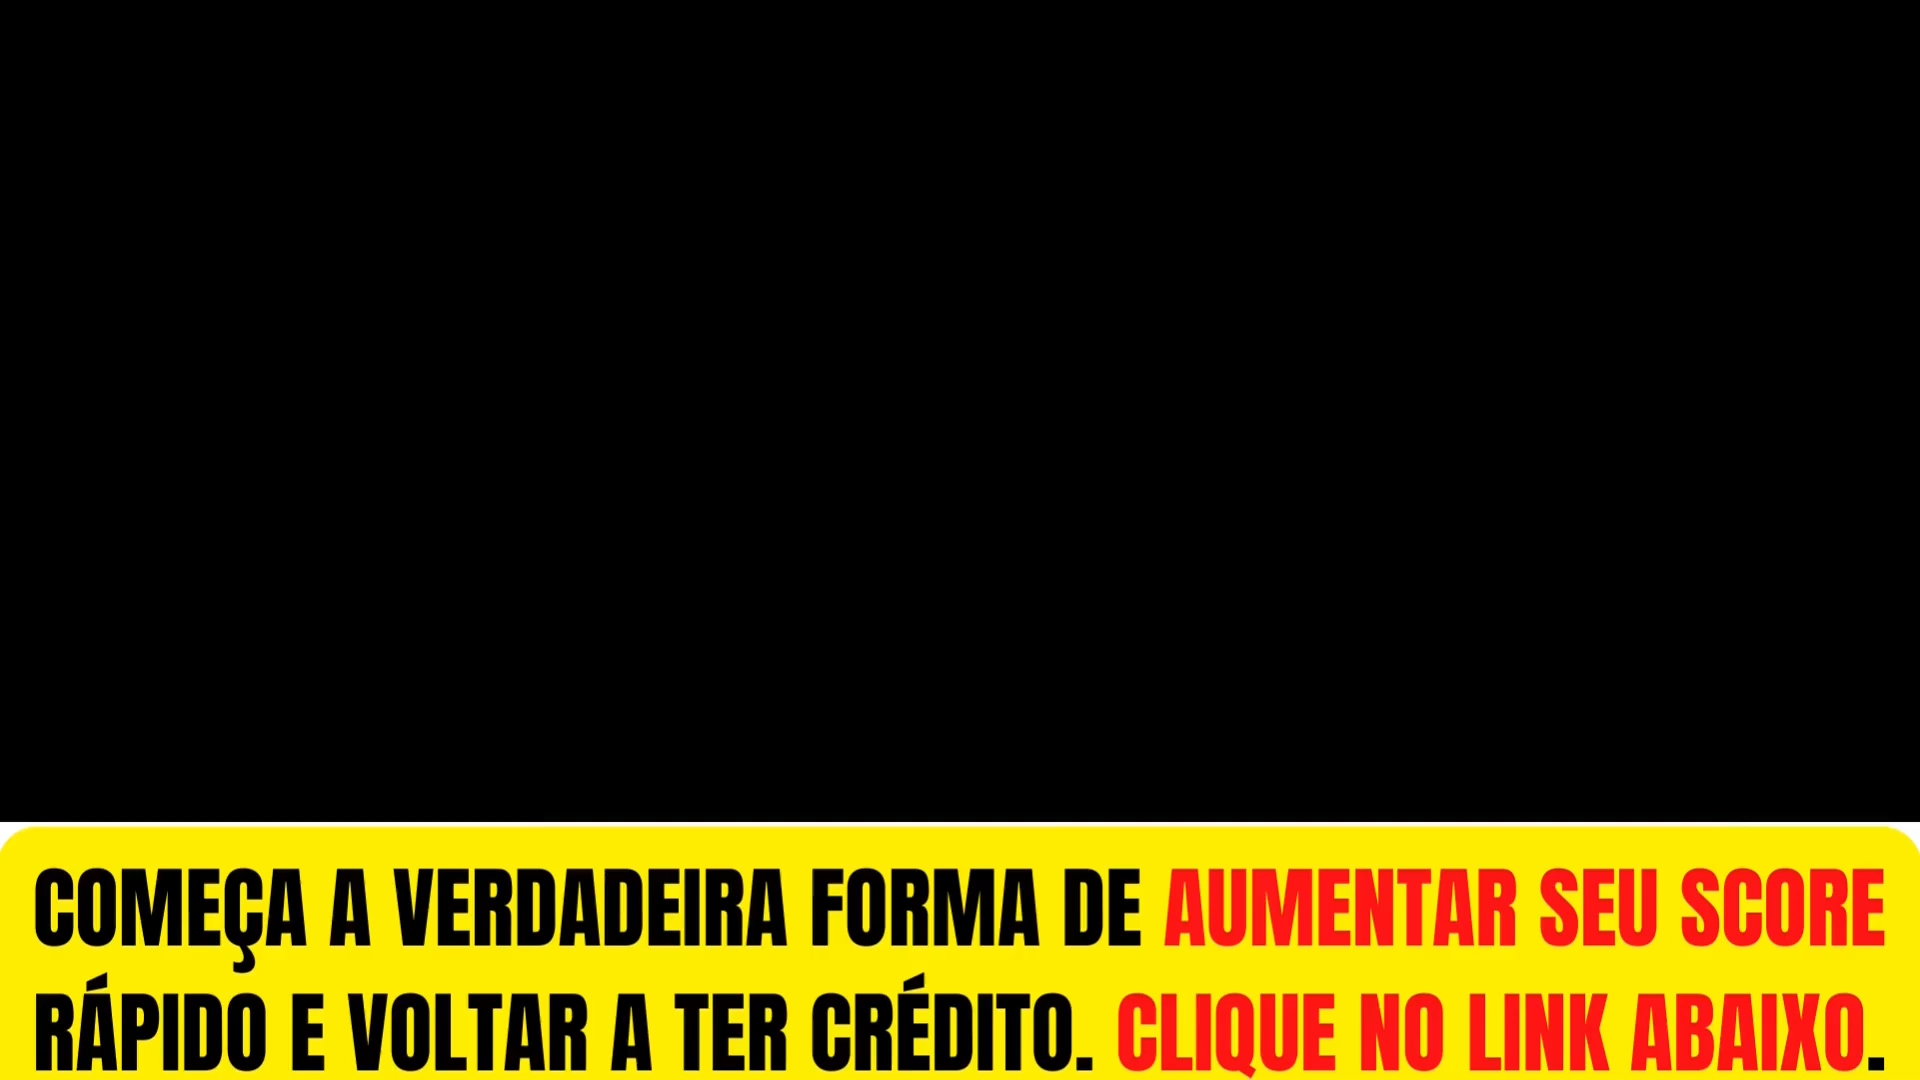 COMEÇA A VERDADEIRA FORMA DE AUMENTAR SEU SCORE
RÁPIDO E VOLTAR A TER CRÉDITO. CLIQUE NO LINK ABAIXO.